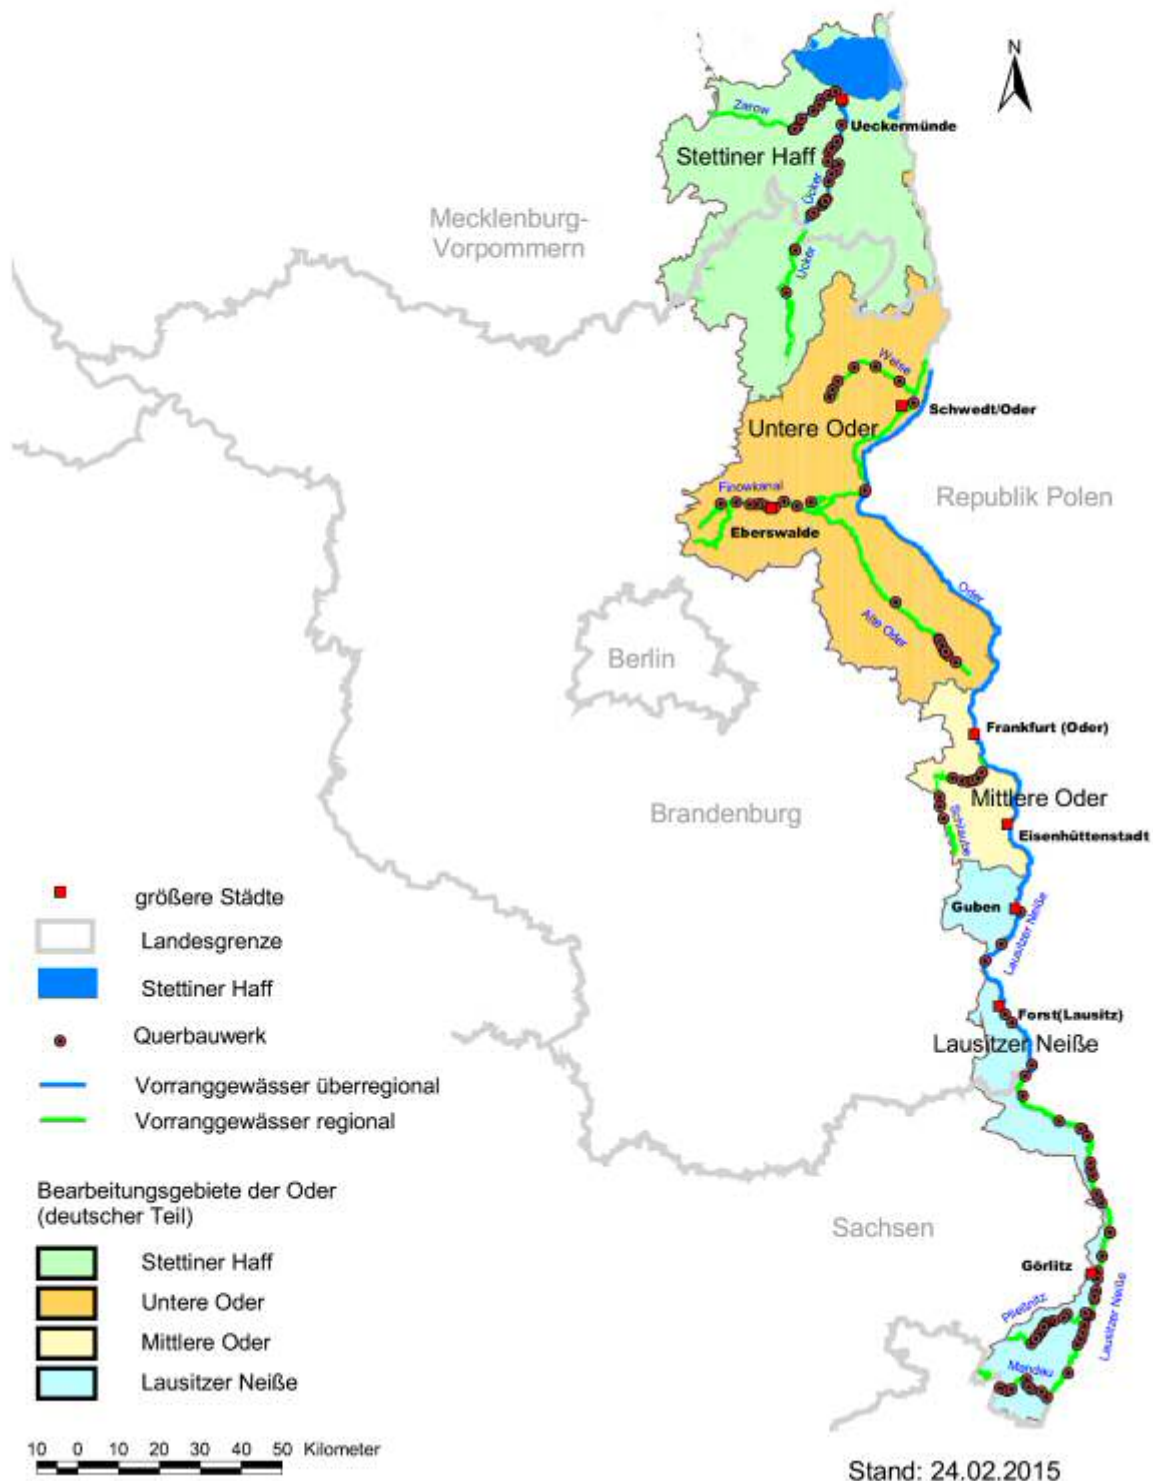 N
Zarow
Ueckermünde
Stettiner Haff
Ücker
Mecklenburg-
Vorpommern
Ücker
Welse
Schwedt/Oder
Untere Oder
Finowkanal
Republik Polen
Eberswalde
Oder
Alte Oder
Berlin
Frankfurt (Oder)
Mittlere Oder
Brandenburg
Schlaube
Eisenhüttenstadt
größere Städte
Guben
Lausitzer Neiße
Landesgrenze
Stettiner Haff
Forst(Lausitz)
Querbauwerk
Lausitzer Neiße
Vorranggewässer überregional
Vorranggewässer regional
Bearbeitungsgebiete der Oder
(deutscher Teil)
Sachsen
Stettiner Haff
Görlitz
Untere Oder
Pließnitz
Lausitzer Neiße
Mittlere Oder
Mandau
Lausitzer Neiße
10 0 10 20 30 40 50 Kilometer
Stand: 24.02.2015